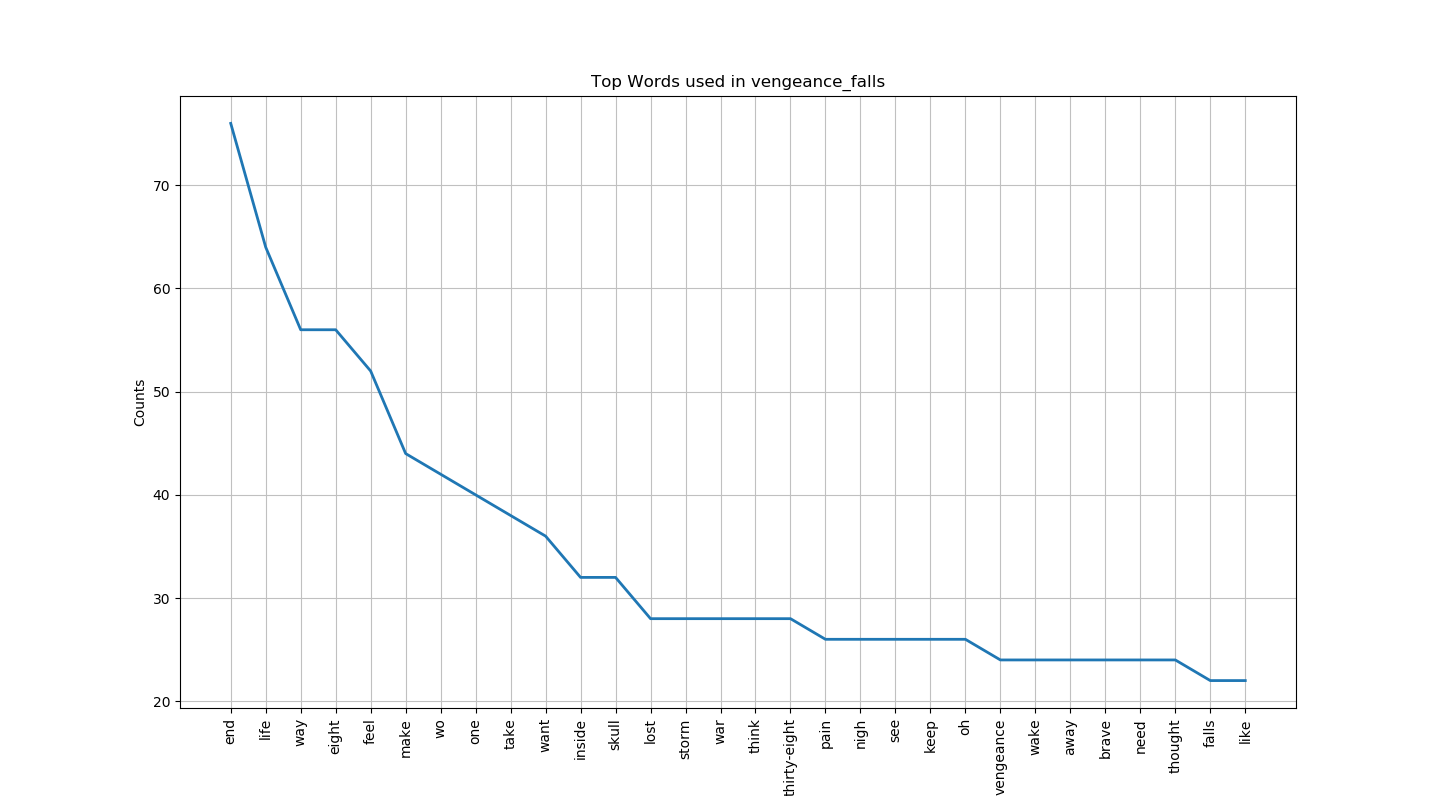 Top Words used in vengeance_falls
70
60
50
40
30
20
Counts
end
life
way
eight
feel
make
wo
one
take
want
inside
skull
lost
storm
war
think
thirty-eight
pain
nigh
see
keep
oh
vengeance
wake
away
brave
need
thought
falls
like